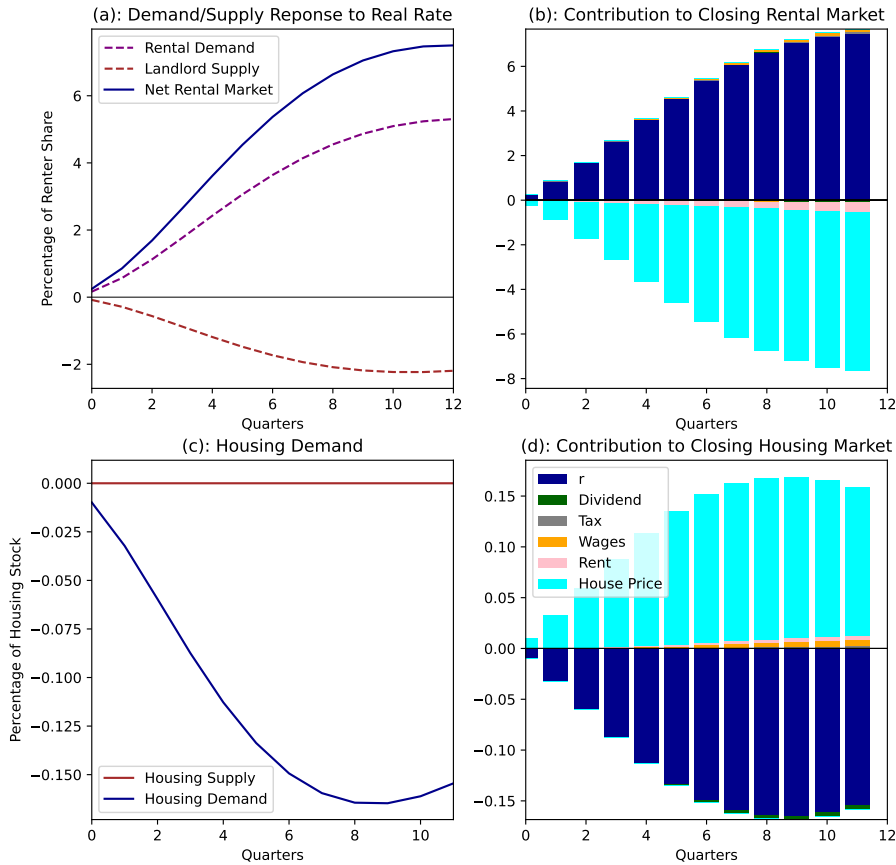 (a): Demand/Supply Reponse to Real Rate
Percentage of Renter Share
6
4
2
0
−2
Rental Demand
Landlord Supply
Net Rental Market
0 2 4 6 8 10 12
Quarters
(b): Contribution to Closing Rental Market
6
4
2
0
−2
−4
−6
−8
0 2 4 6 8 10 12
Quarters
(c): Housing Demand
Percentage of Housing Stock
0.000
−0.025
−0.050
−0.075
−0.100
−0.125
−0.150
Housing Supply
Housing Demand
0 2 4 6 8 10
Quarters
(d): Contribution to Closing Housing Market
0.15
0.10
0.05
0.00
−0.05
−0.10
−0.15
r
Dividend
Tax
Wages
Rent
House Price
0 2 4 6 8 10 12
Quarters